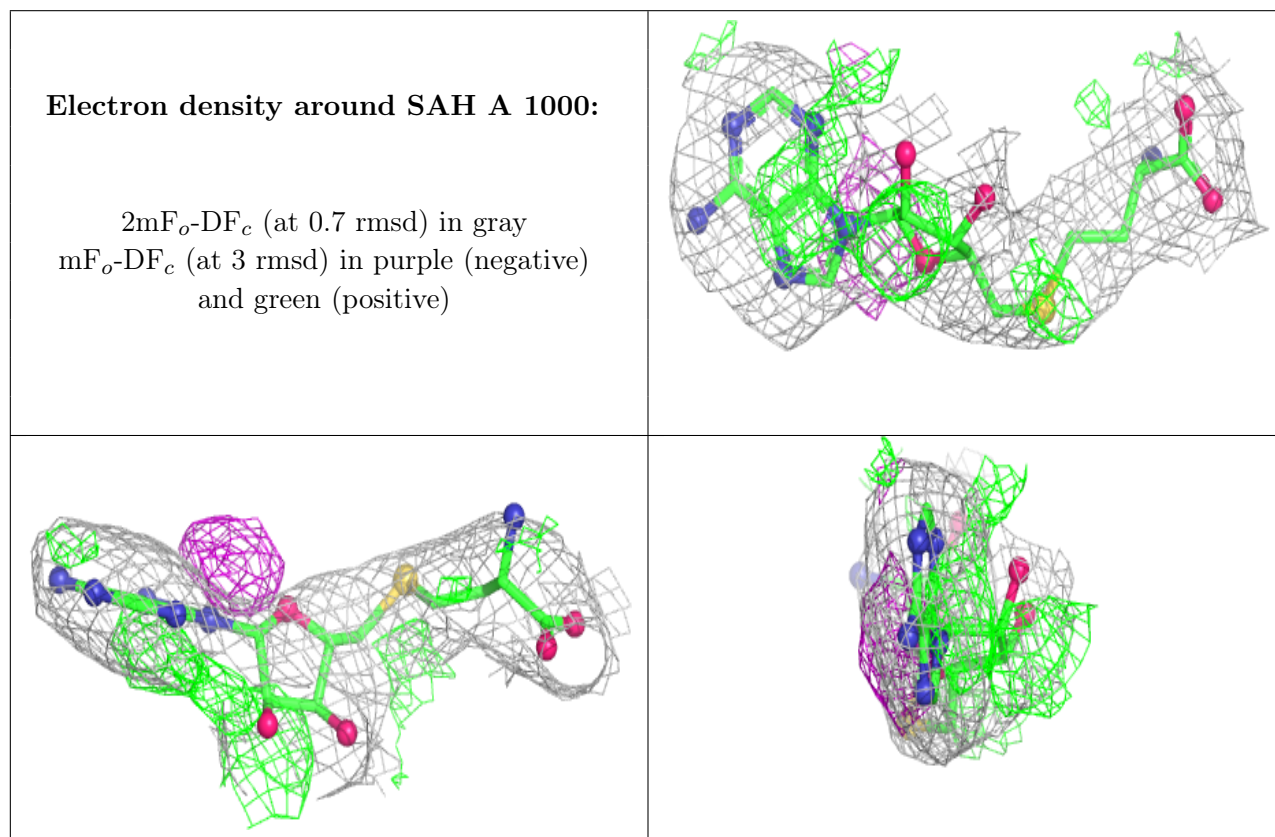 Electron density around SAH A 1000:
2mFo-DFc (at 0.7 rmsd) in gray
mFo-DFc (at 3 rmsd) in purple (negative)
and green (positive)